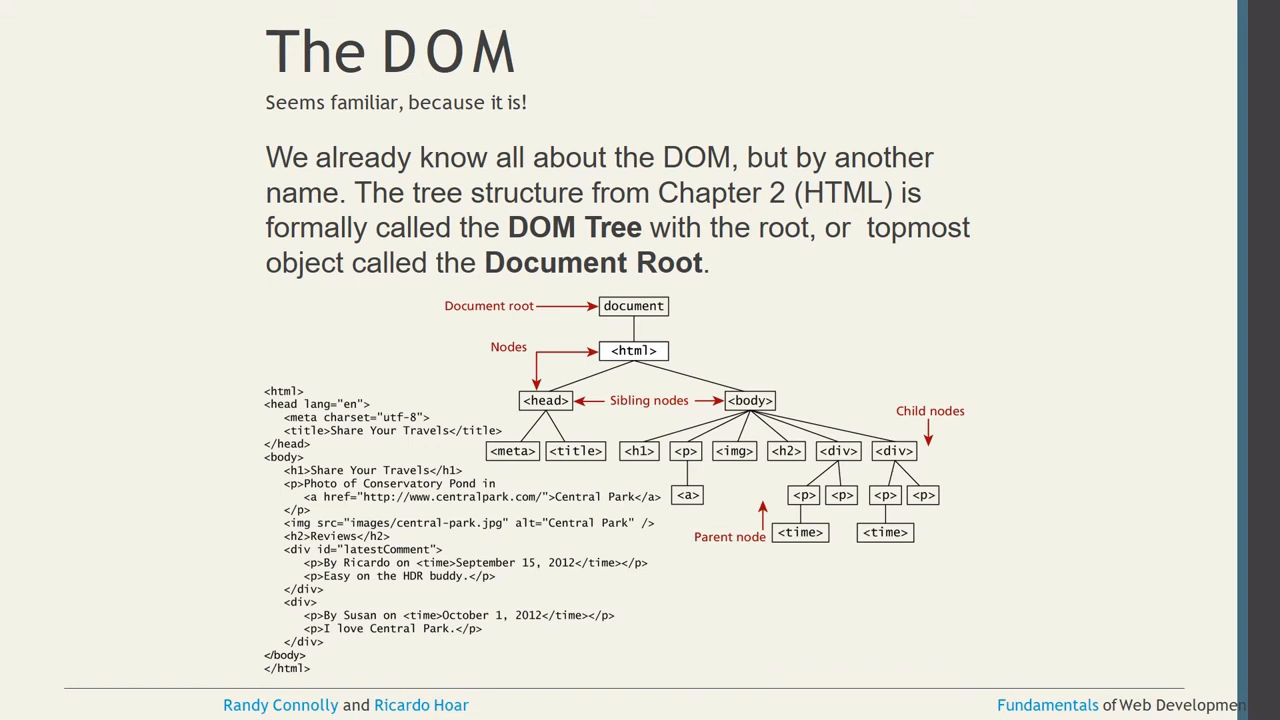 The DOM
Seems familiar, because it is!
We already know all about the DOM, but by another
name. The tree structure from Chapter 2 (HTML) is
formally called the DOM Tree with the root, or topmost
object called the Document Root.
Document root
document
Nodes
<html>
<head>
Sibling nodes
<body>
Child nodes
<meta>
<title>
<h1>
<p>
<img>
<h2>
<div>
<div>
<a>
<p>
<p>
<p>
<p>
Parent node
<time>
<time>
<html>
<head lang="en">
<meta charset="utf-8">
<title>Share Your Travels</title>
</head>
<body>
<h1>Share Your Travels</h1>
<p>Photo of Conservatory Pond in
<a href="http://www.centralpark.com/">Central Park</a>
</p>
<img src="images/central-park.jpg" alt="Central Park" />
<h2>Reviews</h2>
<div id="latestComment">
<p>By Ricardo on <time>September 15, 2012</time></p>
<p>Easy on the HDR buddy.</p>
</div>
<div>
<p>By Susan on <time>October 1, 2012</time></p>
<p>I love Central Park.</p>
</div>
</body>
</html>
Randy Connolly and Ricardo Hoar
Fundamentals of Web Developmen